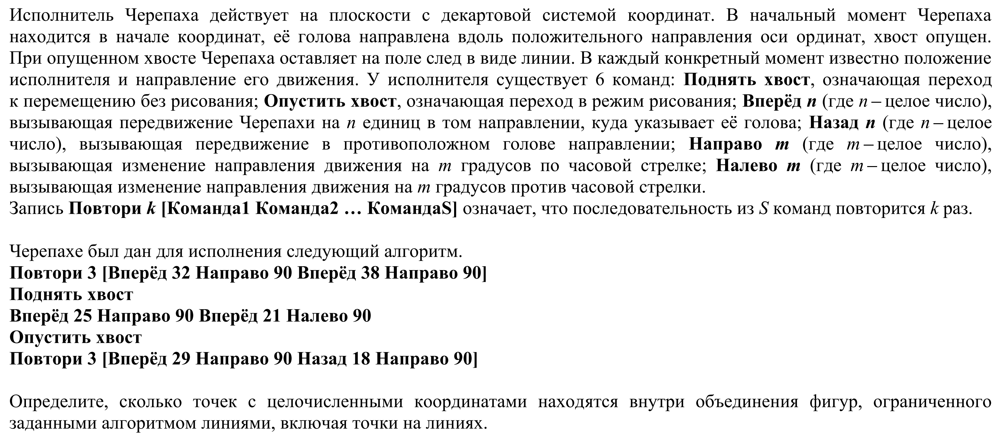 Исполнитель Черепаха действует на плоскости с декартовой системой координат. В начальный момент Черепаха
находится в начале координат, её голова направлена вдоль положительного направления оси ординат, хвост опущен.
При опущенном хвосте Черепаха оставляет на поле след в виде линии. В каждый конкретный момент известно положение
исполнителя и направление его движения. У исполнителя существует 6 команд: Поднять хвост, означающая переход
к перемещению без рисования; Опустить хвост, означающая переход в режим рисования; Вперёд n (где n – целое число),
вызывающая передвижение Черепахи на n единиц в том направлении, куда указывает её голова; Назад n (где n – целое
число), вызывающая передвижение в противоположном голове направлении; Направо m (где m – целое число),
вызывающая изменение направления движения на m градусов по часовой стрелке; Налево m (где m – целое число),
вызывающая изменение направления движения на m градусов против часовой стрелки.
Запись Повтори k [Команда1 Команда2 … КомандаS] означает, что последовательность из S команд повторится k раз.
Черепахе был дан для исполнения следующий алгоритм.
Повтори 3 [Вперёд 32 Направо 90 Вперёд 38 Направо 90]
Поднять хвост
Вперёд 25 Направо 90 Вперёд 21 Налево 90
Опустить хвост
Повтори 3 [Вперёд 29 Направо 90 Назад 18 Направо 90]
Определите, сколько точек с целочисленными координатами находятся внутри объединения фигур, ограниченного
заданными алгоритмом линиями, включая точки на линиях.